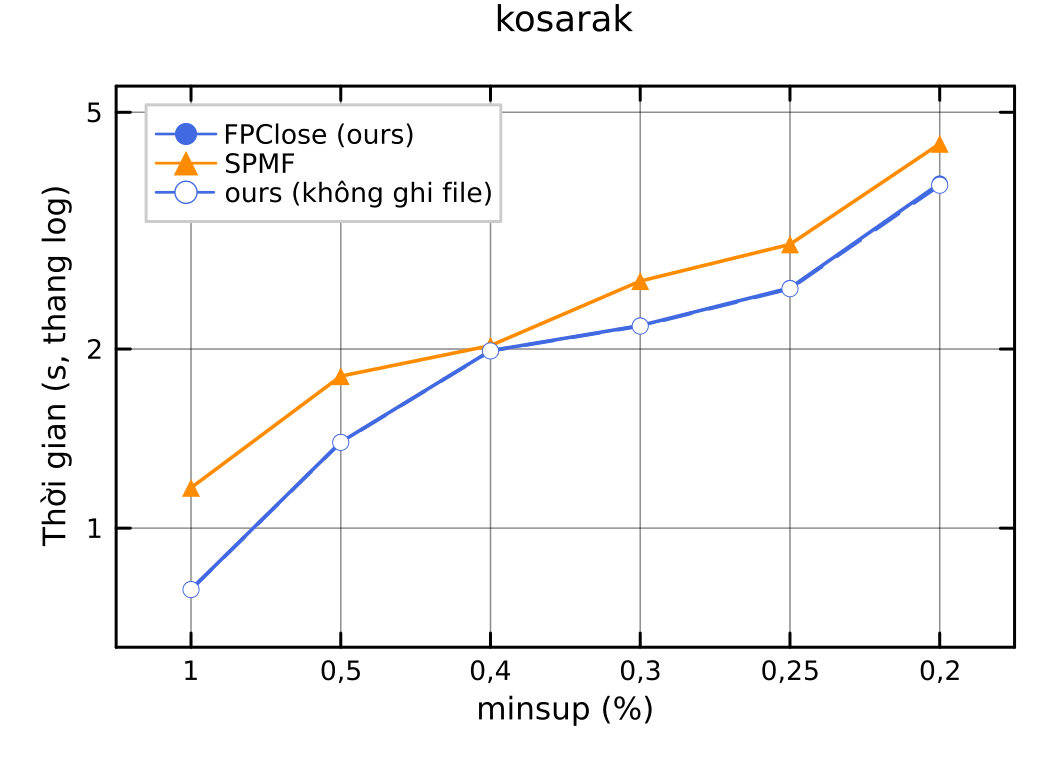 kosarak
FPClose (ours)
SPMF
ours (không ghi file)
Thời gian (s, thang log)
5
2
1
1 0,5 0,4 0,3 0,25 0,2
minsup (%)